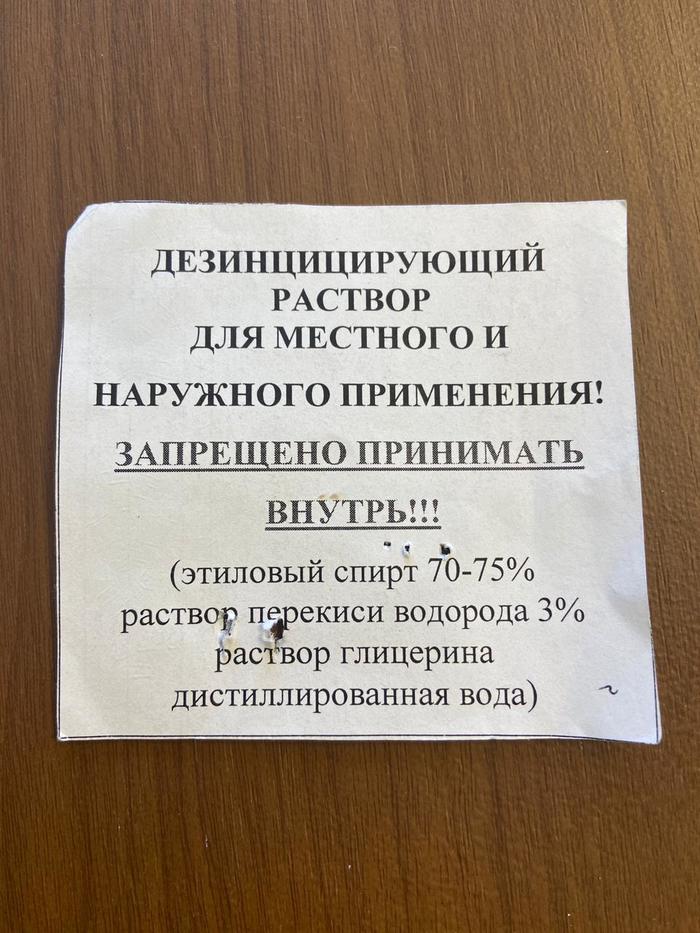 ДЕЗИНЦИЦИРУЮЩИЙ
РАСТВОР
ДЛЯ МЕСТНОГО И
НАРУЖНОГО ПРИМЕНЕНИЯ!
ЗАПРЕЩЕНО ПРИНИМАТЬ
ВНУТРЬ!!!
(этиловый спирт 70-75%
раствор перекиси водорода 3%
раствор глицерина
дистиллированная вода)